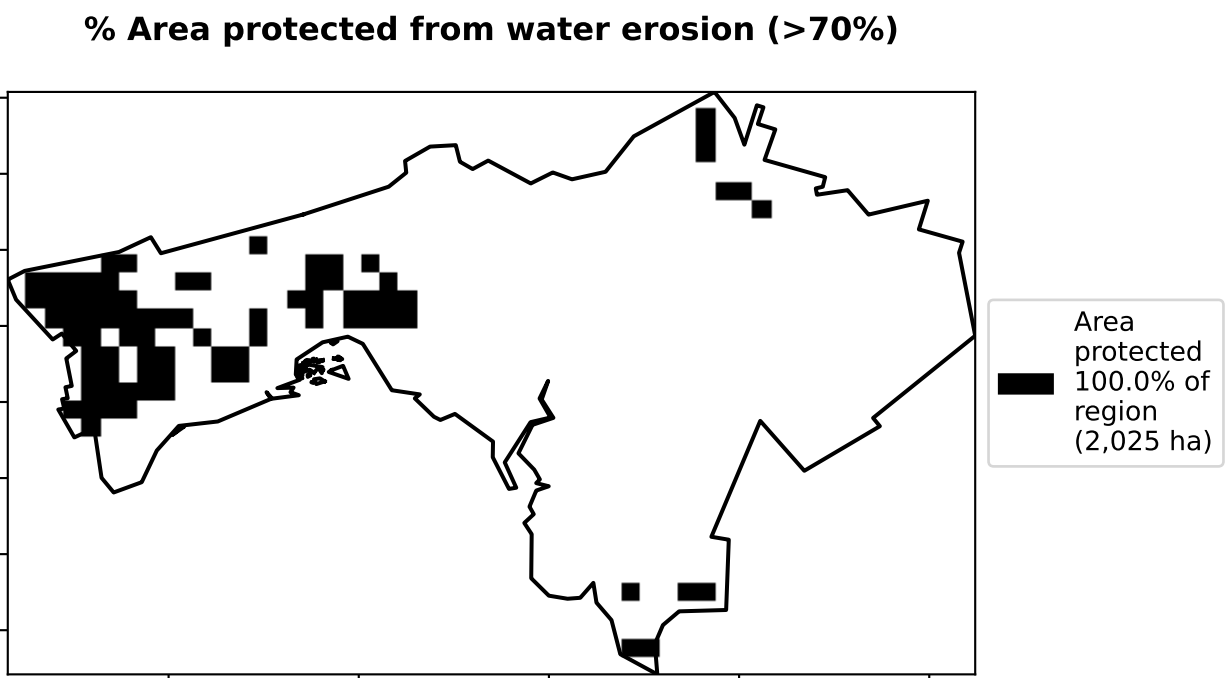 % Area protected from water erosion (>70%)
Area
protected
100.0% of
region
(2,025 ha)